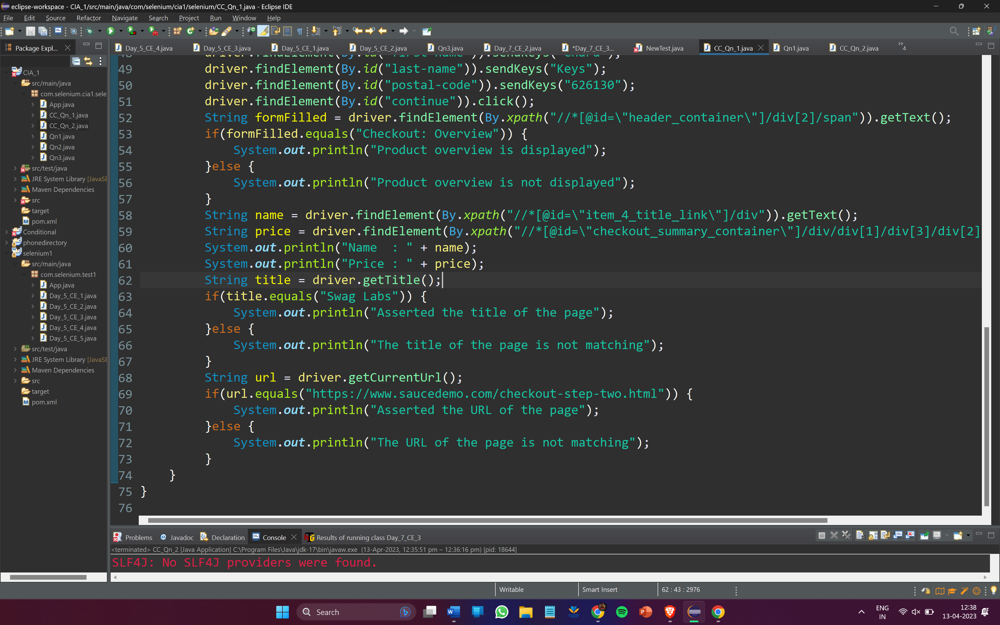 eclipse-workspace - CIA_1/src/main/java/com/selenium/cia1/selenium/CC_Qn_1.java - Eclipse IDE
File Edit Source Refactor Navigate Search Project Run Window Help
Package Expl...
Day_5_CE_4.java Day_5_CE_3.java Day_5_CE_1.java Day_5_CE_2.java Qn3.java Day_7_CE_2.java *Day_7_CE_3... NewTest.java CC_Qn_1.java Qn1.java CC_Qn_2.java 4
CIA_1
src/main/java
com.selenium.cia1.sele
App.java
CC_Qn_1.java
CC_Qn_2.java
Qn1.java
Qn2.java
Qn3.java
src/test/java
JRE System Library [JavaSE
Maven Dependencies
src
target
pom.xml
Conditional
phonedirectory
selenium1
src/main/java
com.selenium.test1
App.java
Day_5_CE_1.java
Day_5_CE_2.java
Day_5_CE_3.java
Day_5_CE_4.java
Day_5_CE_5.java
src/test/java
JRE System Library [JavaSE
Maven Dependencies
src
target
pom.xml
49 driver.findElement(By.id("last-name")).sendKeys("Keys");
50 driver.findElement(By.id("postal-code")).sendKeys("626130");
51 driver.findElement(By.id("continue")).click();
52 String formFilled = driver.findElement(By.xpath("//*[@id=\"header_container\"]/div[2]/span")).getText();
53 if(formFilled.equals("Checkout: Overview")) {
54 System.out.println("Product overview is displayed");
55 }else {
56 System.out.println("Product overview is not displayed");
57 }
58 String name = driver.findElement(By.xpath("//*[@id=\"item_4_title_link\"]/div")).getText();
59 String price = driver.findElement(By.xpath("//*[@id=\"checkout_summary_container\"]/div/div[1]/div[3]/div[2]
60 System.out.println("Name  : " + name);
61 System.out.println("Price : " + price);
62 String title = driver.getTitle();
63 if(title.equals("Swag Labs")) {
64 System.out.println("Asserted the title of the page");
65 }else {
66 System.out.println("The title of the page is not matching");
67 }
68 String url = driver.getCurrentUrl();
69 if(url.equals("https://www.saucedemo.com/checkout-step-two.html")) {
70 System.out.println("Asserted the URL of the page");
71 }else {
72 System.out.println("The URL of the page is not matching");
73 }
74 }
75 }
76
Problems Javadoc Declaration Console Results of running class Day_7_CE_3
<terminated> CC_Qn_2 [Java Application] C:\Program Files\Java\jdk-17\bin\javaw.exe (13-Apr-2023, 12:35:51 pm – 12:36:16 pm) [pid: 18644]
SLF4J: No SLF4J providers were found.
Writable Smart Insert 62 : 43 : 2976
Search
ENG
IN
12:38
13-04-2023